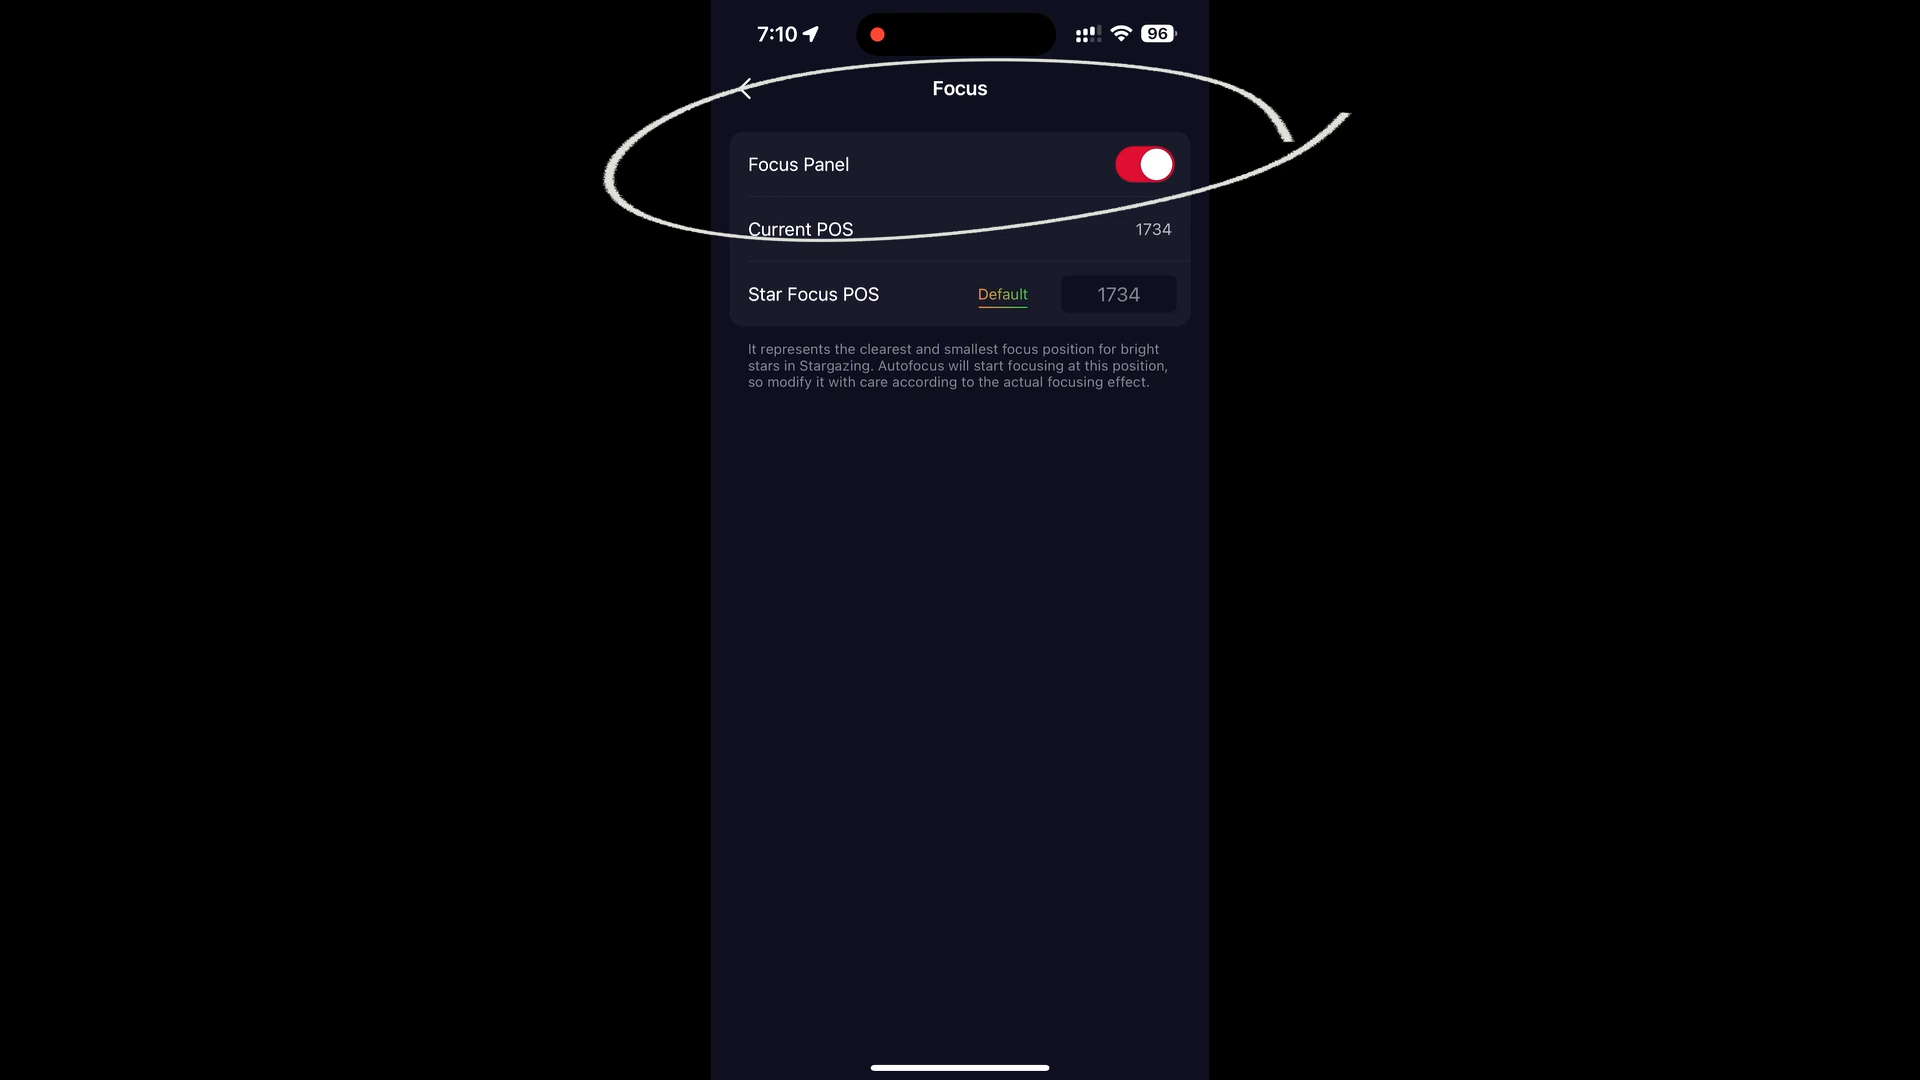 7:10
96
Focus
Focus Panel
Current POS 1734
Star Focus POS Default 1734
It represents the clearest and smallest focus position for bright
stars in Stargazing. Autofocus will start focusing at this position,
so modify it with care according to the actual focusing effect.